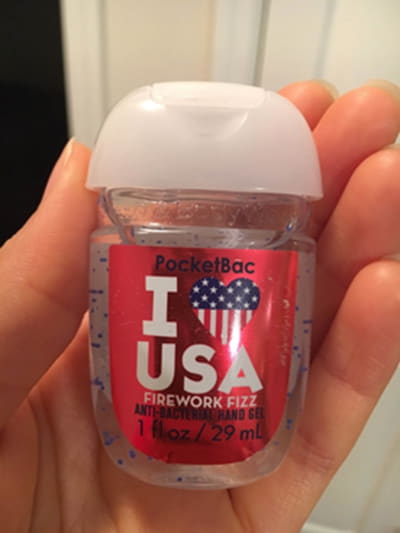 PocketBac
I
USA
FIREWORK FIZZ
ANTI-BACTERIAL HAND GEL
1 fl oz / 29 mL